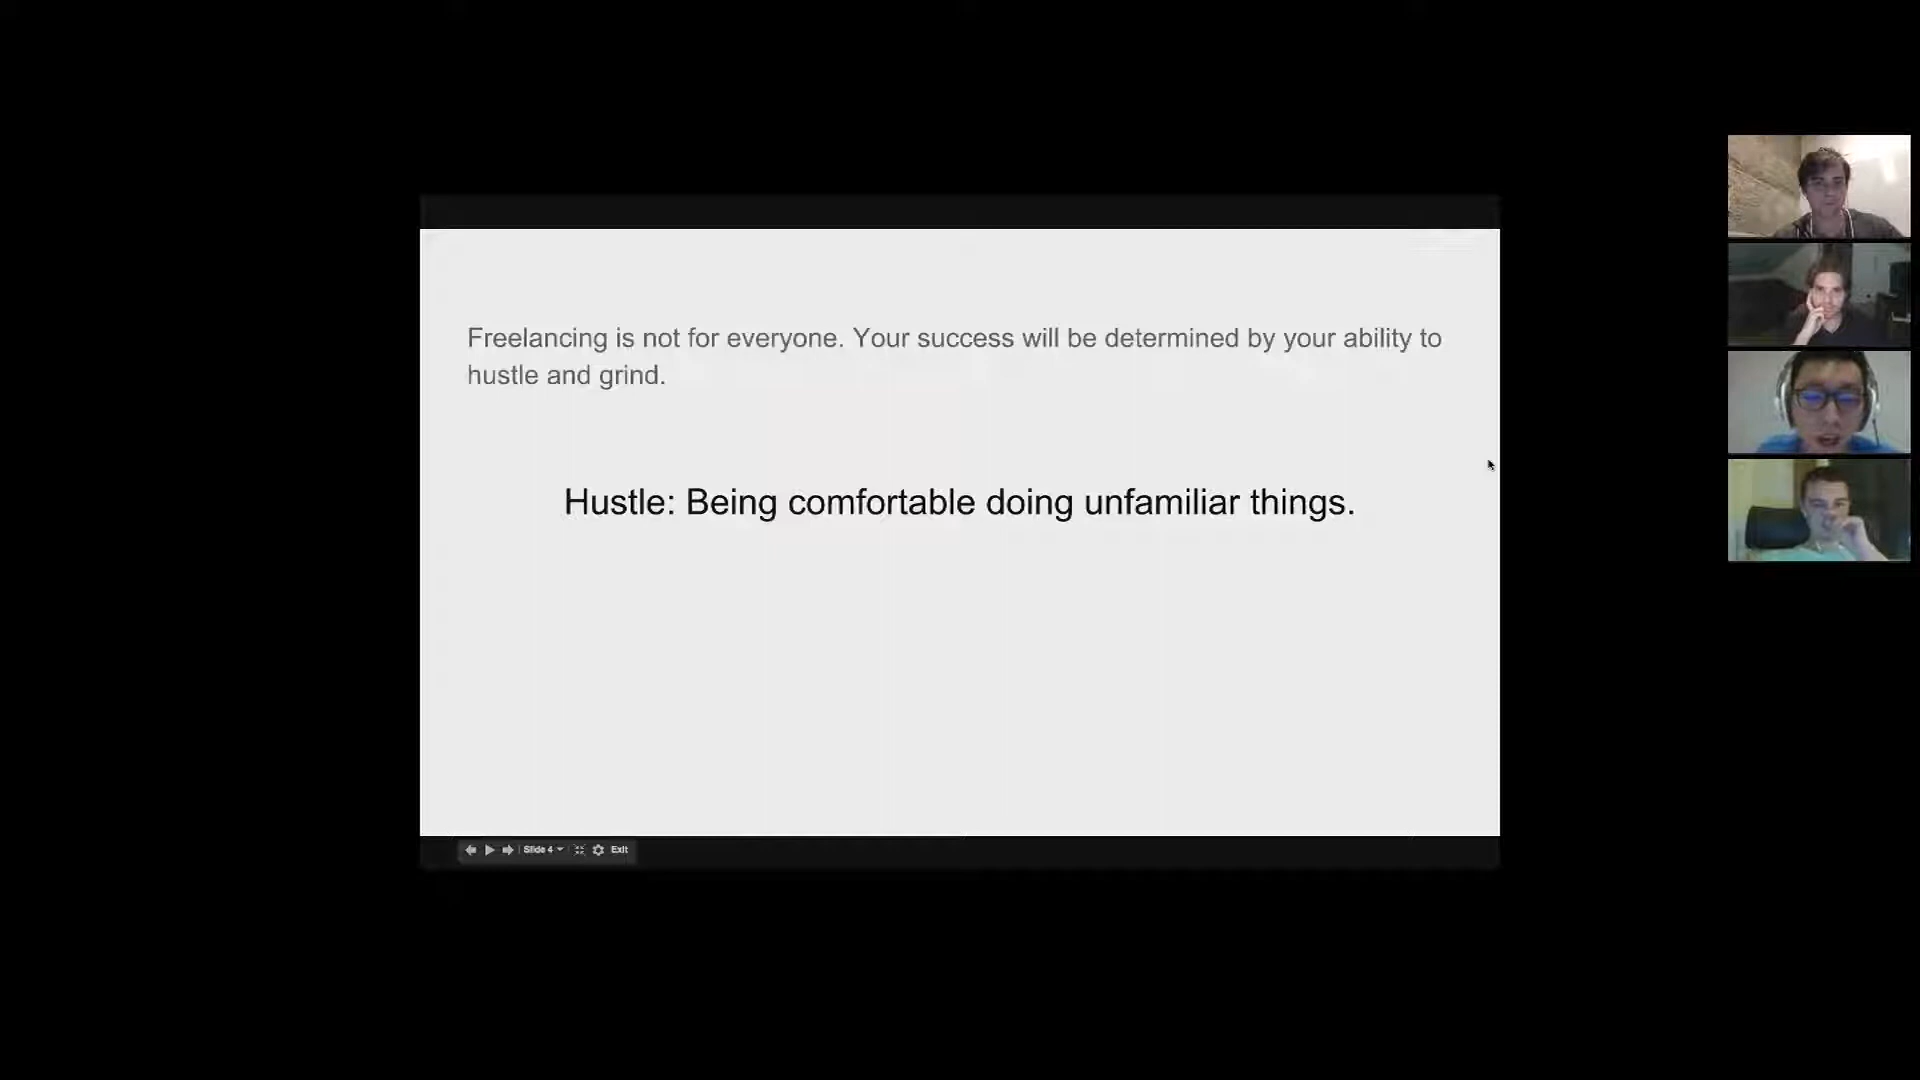 Freelancing is not for everyone. Your success will be determined by your ability to
hustle and grind.
Hustle: Being comfortable doing unfamiliar things.
Slide 4
Exit